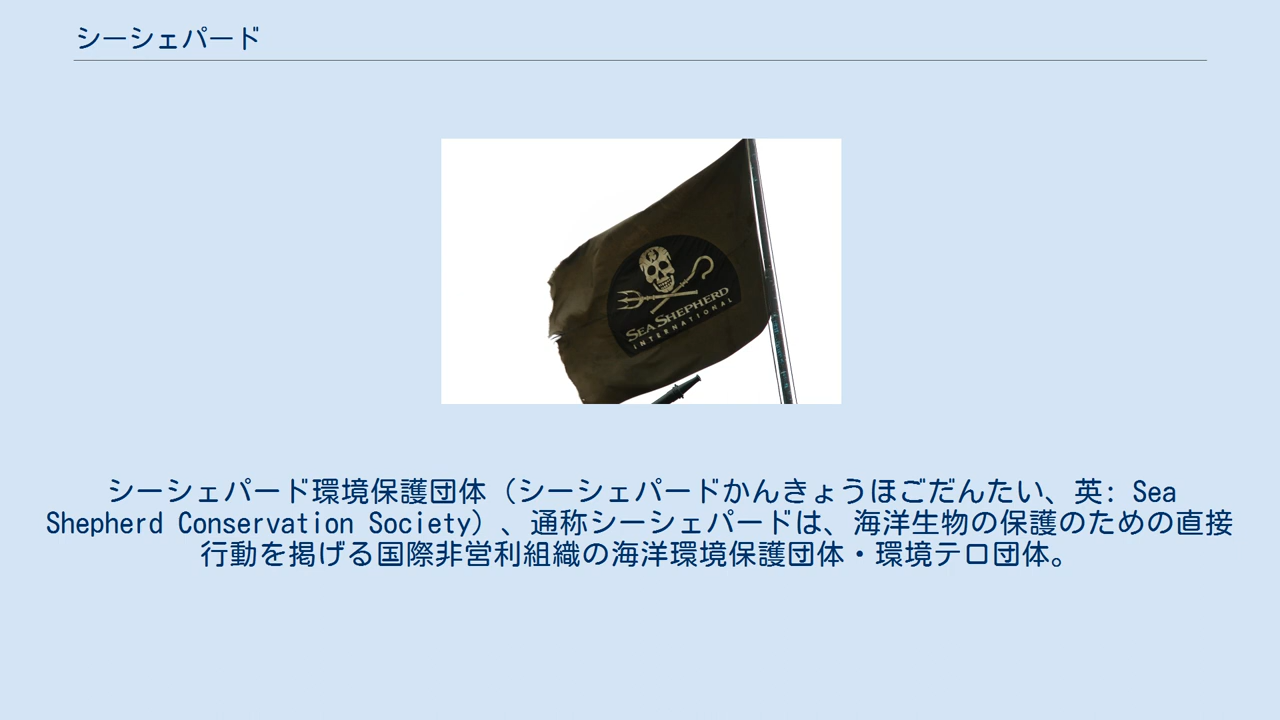 シーシェパード
SEA SHEPHERD
INTERNATIONAL
シーシェパード環境保護団体（シーシェパードかんきょうほごだんたい、英: Sea
Shepherd Conservation Society）、通称シーシェパードは、海洋生物の保護のための直接
行動を掲げる国際非営利組織の海洋環境保護団体・環境テロ団体。